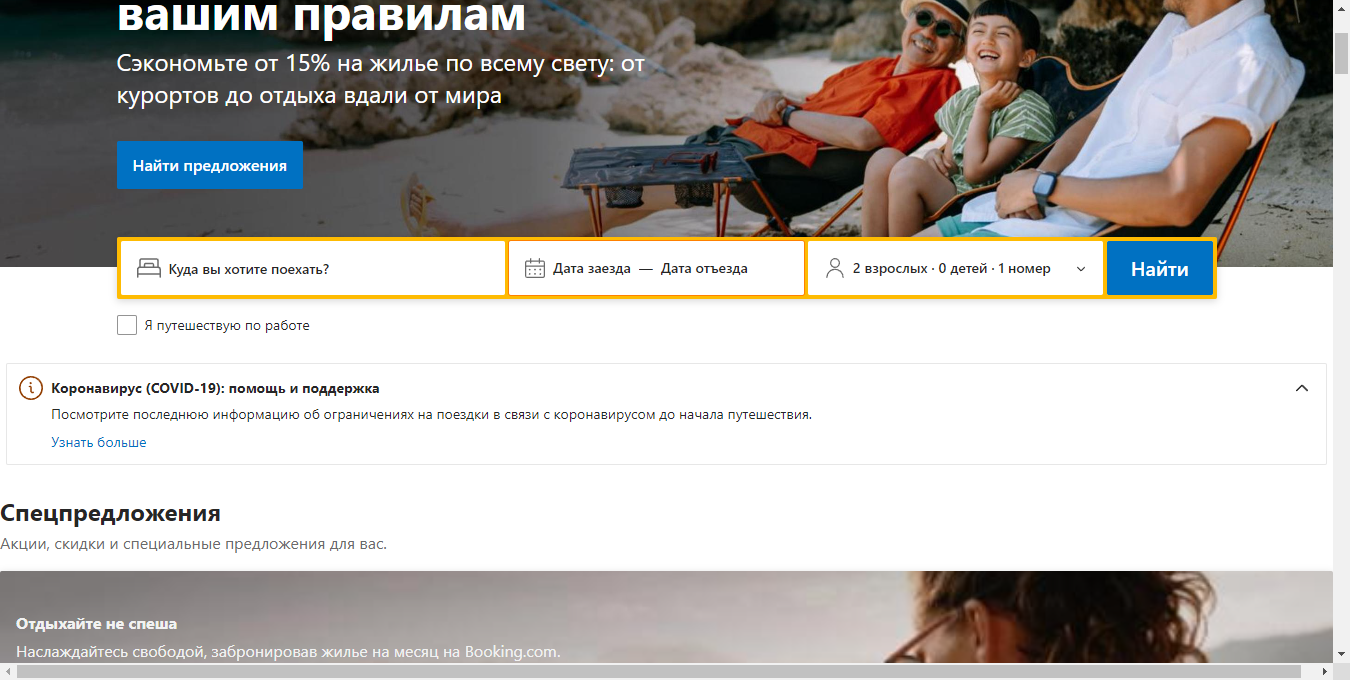 вашим правилам
Сэкономьте от 15% на жилье по всему свету: от
курортов до отдыха вдали от мира
Найти предложения
Куда вы хотите поехать?
Дата заезда — Дата отъезда
2 взрослых · 0 детей · 1 номер
Найти
Я путешествую по работе
Коронавирус (COVID-19): помощь и поддержка
Посмотрите последнюю информацию об ограничениях на поездки в связи с коронавирусом до начала путешествия.
Узнать больше
Спецпредложения
Акции, скидки и специальные предложения для вас.
Отдыхайте не спеша
Наслаждайтесь свободой, забронировав жилье на месяц на Booking.com.